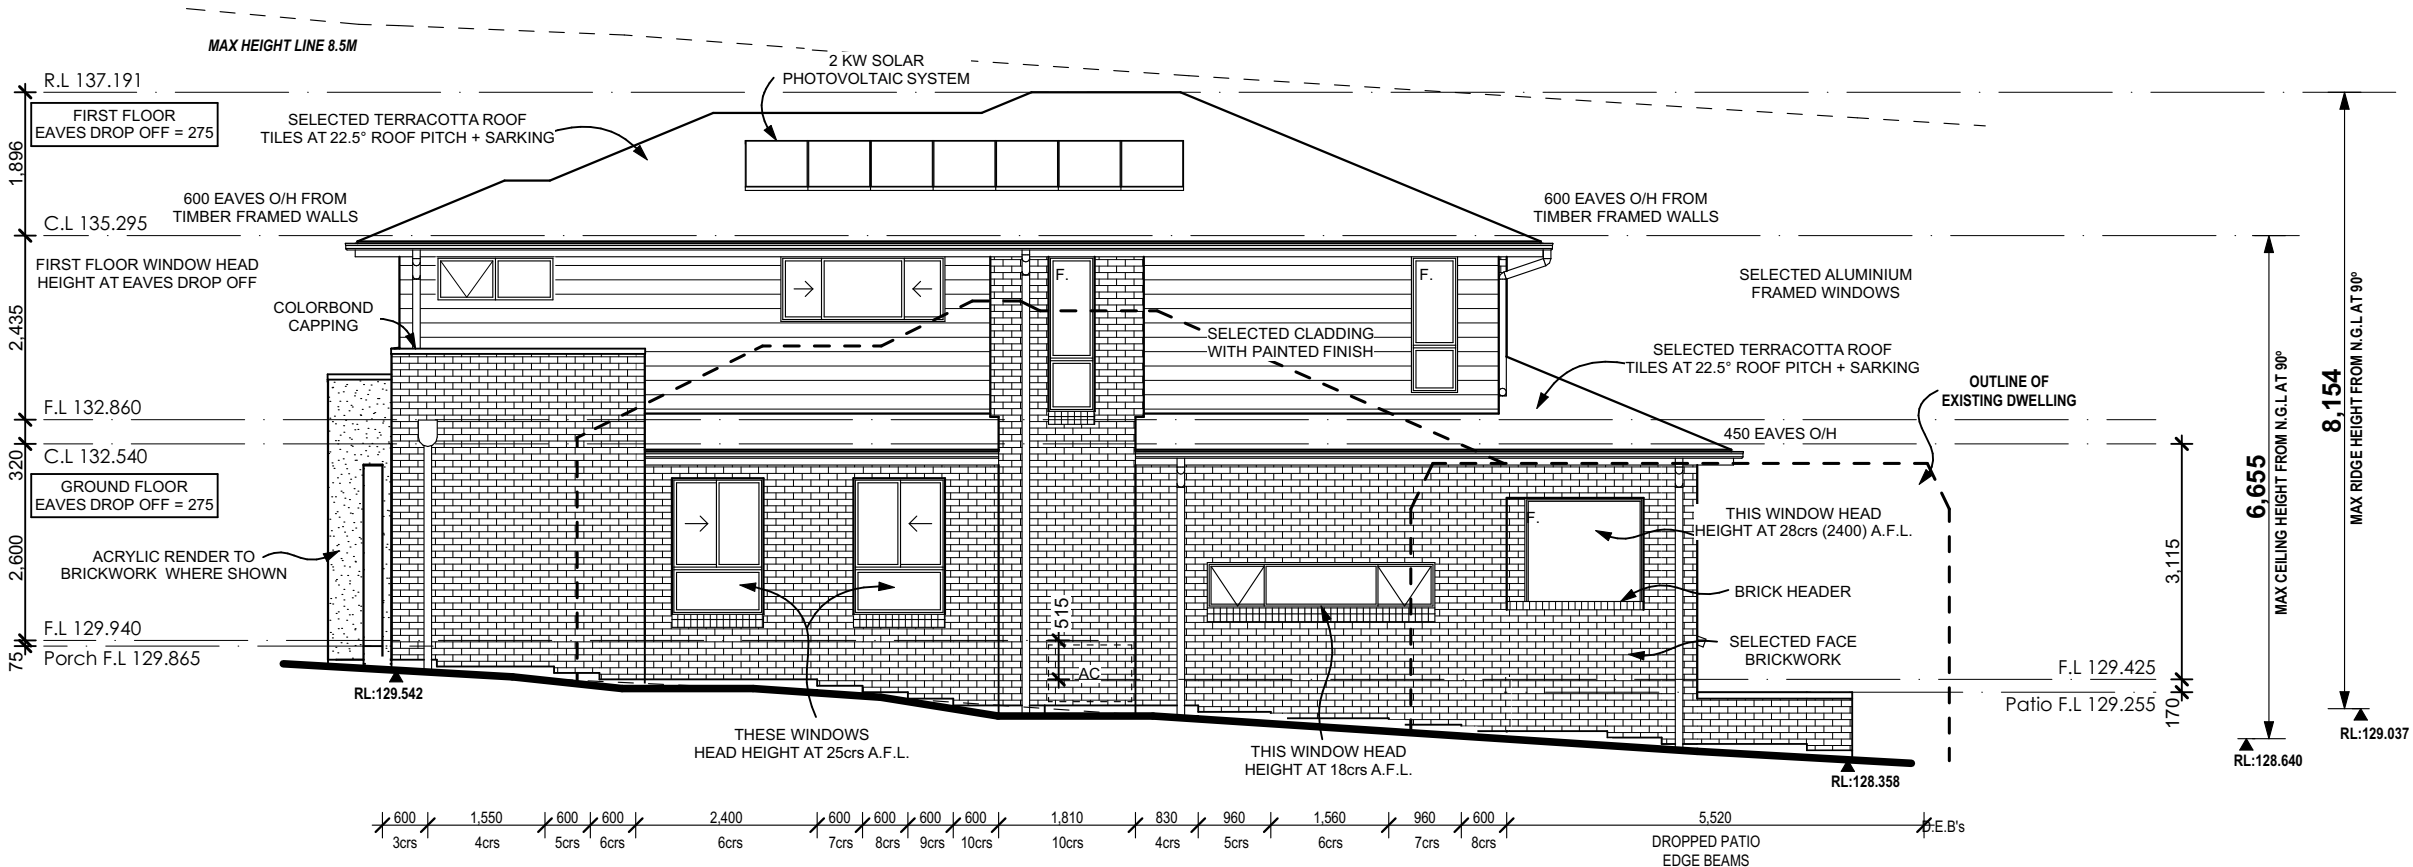 MAX HEIGHT LINE 8.5M
2 KW SOLAR
PHOTOVOLTAIC SYSTEM
R.L 137.191
FIRST FLOOR
EAVES DROP OFF = 275
SELECTED TERRACOTTA ROOF
TILES AT 22.5° ROOF PITCH + SARKING
1,896
600 EAVES O/H FROM
TIMBER FRAMED WALLS
600 EAVES O/H FROM
TIMBER FRAMED WALLS
C.L 135.295
FIRST FLOOR WINDOW HEAD
HEIGHT AT EAVES DROP OFF
F.
F.
SELECTED ALUMINIUM
FRAMED WINDOWS
COLORBOND
CAPPING
2,435
SELECTED CLADDING
WITH PAINTED FINISH
SELECTED TERRACOTTA ROOF
TILES AT 22.5° ROOF PITCH + SARKING
OUTLINE OF
EXISTING DWELLING
F.L 132.860
320
450 EAVES O/H
C.L 132.540
GROUND FLOOR
EAVES DROP OFF = 275
6,655
MAX CEILING HEIGHT FROM N.G.L AT 90º
8,154
MAX RIDGE HEIGHT FROM N.G.L AT 90º
F.
THIS WINDOW HEAD
HEIGHT AT 28crs (2400) A.F.L.
ACRYLIC RENDER TO
BRICKWORK WHERE SHOWN
2,600
3,115
BRICK HEADER
515
F.L 129.940
75
Porch F.L 129.865
SELECTED FACE
BRICKWORK
AC
F.L 129.425
Patio F.L 129.255
170
RL:129.542
THESE WINDOWS
HEAD HEIGHT AT 25crs A.F.L.
THIS WINDOW HEAD
HEIGHT AT 18crs A.F.L.
RL:129.037
RL:128.640
RL:128.358
600 1,550 600 600 2,400 600 600 600 600 1,810 830 960 1,560 960 600 5,520 D.E.B's
3crs 4crs 5crs 6crs 6crs 7crs 8crs 9crs 10crs 10crs 4crs 5crs 6crs 7crs 8crs DROPPED PATIO
EDGE BEAMS